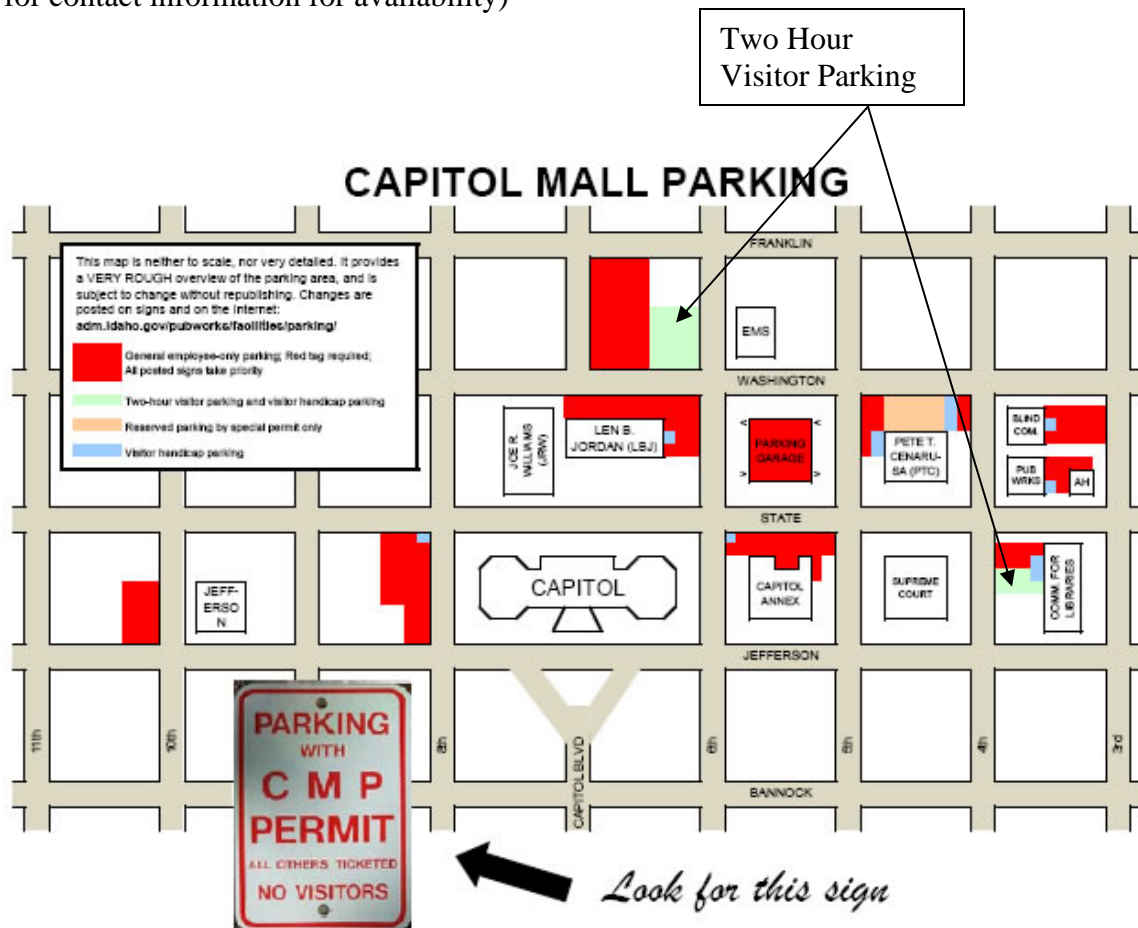 for contact information for availability)
Two Hour
Visitor Parking
CAPITOL MALL PARKING
FRANKLIN
This map is neither to scale, nor very detailed. It provides
a VERY ROUGH overview of the parking area, and is
subject to change without republishing. Changes are
posted on signs and on the Internet:
adm.idaho.gov/pubworks/facilities/parking/
General employee-only parking; Red tag required;
All posted signs take priority
Two-hour visitor parking and visitor handicap parking
Reserved parking by special permit only
Visitor handicap parking
EMS
WASHINGTON
JOE R.
WILLIAMS
(JRW)
LEN B.
JORDAN (LBJ)
PARKING
GARAGE
PETE T.
CENARU-
SA (PTC)
BLIND
COM.
PUB
WRKS
AH
STATE
JEFF-
ERSO
N
CAPITOL
CAPITOL
ANNEX
SUPREME
COURT
COMM. FOR
LIBRARIES
JEFFERSON
11th
10th
8th
CAPITOL BLVD
6th
5th
4th
3rd
BANNOCK
PARKING
WITH
C M P
PERMIT
ALL OTHERS TICKETED
NO VISITORS
Look for this sign